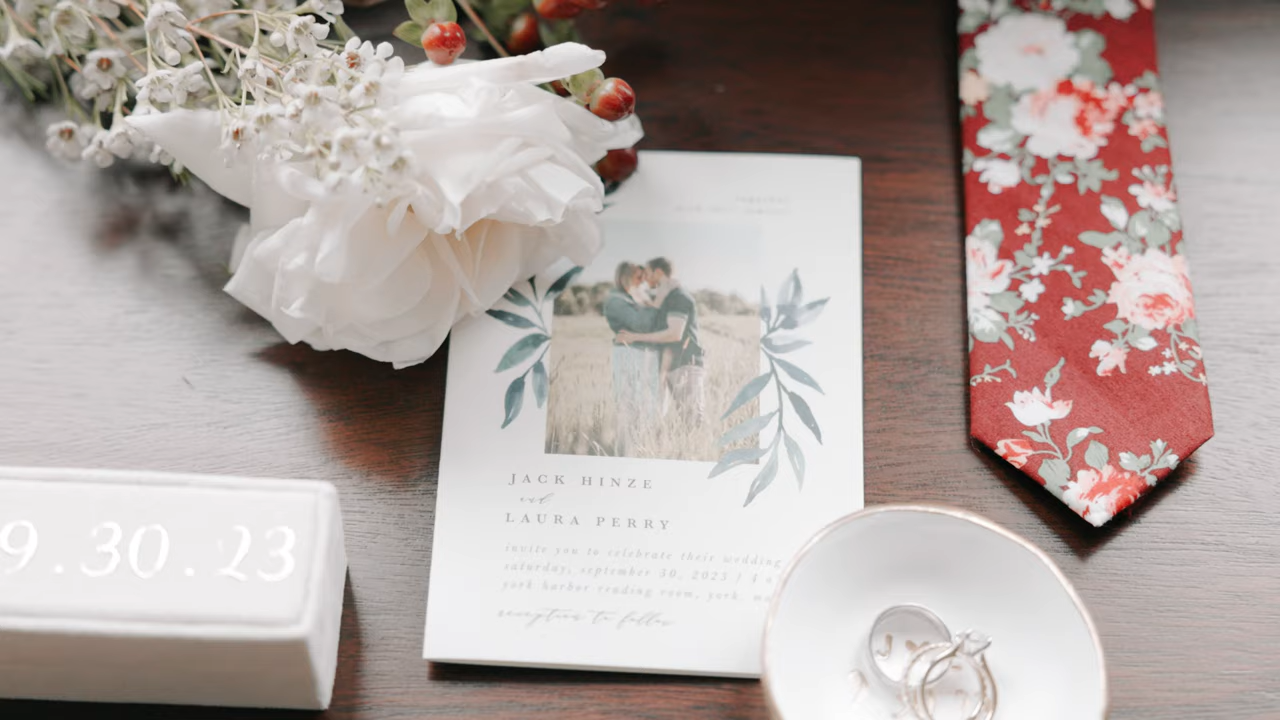 JACK HINZE
and
LAURA PERRY
invite you to celebrate their wedding
saturday, september 30, 2023 |
york harbor reading room, york,
reception to follow
9.30.23
J